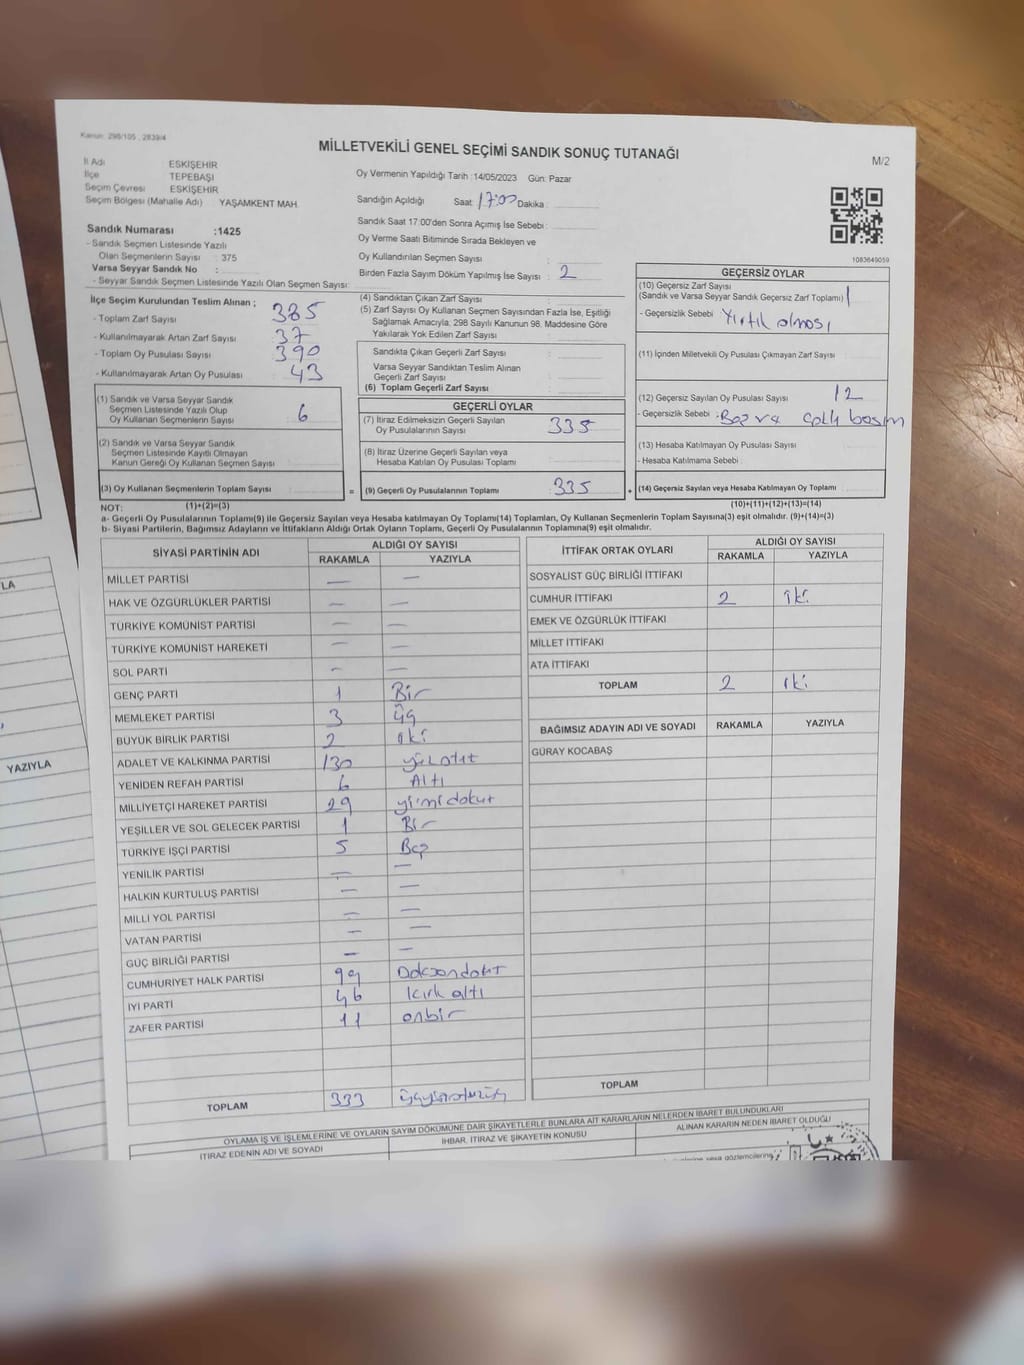 Kanun: 298/105 , 2839/4
MİLLETVEKİLİ GENEL SEÇİMİ SANDIK SONUÇ TUTANAĞI
M/2
İl Adı : ESKİŞEHİR
İlçe : TEPEBAŞI
Seçim Çevresi : ESKİŞEHİR
Seçim Bölgesi (Mahalle Adı) : YAŞAMKENT MAH.
Sandık Numarası :1425
- Sandık Seçmen Listesinde Yazılı
Olan Seçmenlerin Sayısı : 375
Varsa Seyyar Sandık No :
- Seyyar Sandık Seçmen Listesinde Yazılı Olan Seçmen Sayısı:
Oy Vermenin Yapıldığı Tarih :14/05/2023 Gün: Pazar
Sandığın Açıldığı Saat : 17:00 Dakika :
Sandık Saat 17:00'den Sonra Açımış İse Sebebi :
Oy Verme Saati Bitiminde Sırada Bekleyen ve
Oy Kullandırılan Seçmen Sayısı :
Birden Fazla Sayım Döküm Yapılmış İse Sayısı : 2
1083649059
İlçe Seçim Kurulundan Teslim Alınan ;
- Toplam Zarf Sayısı : 385
- Kullanılmayarak Artan Zarf Sayısı : 37
- Toplam Oy Pusulası Sayısı : 390
- Kullanılmayarak Artan Oy Pusulası : 43
(1) Sandık ve Varsa Seyyar Sandık
Seçmen Listesinde Yazılı Olup
Oy Kullanan Seçmenlerin Sayısı : 6
(2) Sandık ve Varsa Seyyar Sandık
Seçmen Listesinde Kayıtlı Olmayan
Kanun Gereği Oy Kullanan Seçmen Sayısı :
(3) Oy Kullanan Seçmenlerin Toplam Sayısı :
(4) Sandıktan Çıkan Zarf Sayısı :
(5) Zarf Sayısı Oy Kullanan Seçmen Sayısından Fazla İse, Eşitliği
Sağlamak Amacıyla, 298 Sayılı Kanunun 98. Maddesine Göre
Yakılarak Yok Edilen Zarf Sayısı :
Sandıkta Çıkan Geçerli Zarf Sayısı :
Varsa Seyyar Sandıktan Teslim Alınan
Geçerli Zarf Sayısı :
(6) Toplam Geçerli Zarf Sayısı :
GEÇERLİ OYLAR
(7) İtiraz Edilmeksizin Geçerli Sayılan
Oy Pusulalarının Sayısı : 335
(8) İtiraz Üzerine Geçerli Sayılan veya
Hesaba Katılan Oy Pusulası Toplamı :
= (9) Geçerli Oy Pusulalarının Toplamı : 335 +
GEÇERSİZ OYLAR
(10) Geçersiz Zarf Sayısı
(Sandık ve Varsa Seyyar Sandık Geçersiz Zarf Toplamı) : 1
- Geçersizlik Sebebi : Yırtık olması
(11) İçinden Milletvekili Oy Pusulası Çıkmayan Zarf Sayısı :
(12) Geçersiz Sayılan Oy Pusulası Sayısı : 12
- Geçersizlik Sebebi : Boş ve çoklu basım
(13) Hesaba Katılmayan Oy Pusulası Sayısı :
- Hesaba Katılmama Sebebi :
(14) Geçersiz Sayılan veya Hesaba Katılmayan Oy Toplamı :
NOT: (1)+(2)=(3)
(10)+(11)+(12)+(13)=(14)
a- Geçerli Oy Pusulalarının Toplamı(9) ile Geçersiz Sayılan veya Hesaba katılmayan Oy Toplamı(14) Toplamları, Oy Kullanan Seçmenlerin Toplam Sayısına(3) eşit olmalıdır. (9)+(14)=(3)
b- Siyasi Partilerin, Bağımsız Adayların ve İttifakların Aldığı Ortak Oyların Toplamı, Geçerli Oy Pusulalarının Toplamına(9) eşit olmalıdır.
SİYASİ PARTİNİN ADI ALDIĞI OY SAYISI
RAKAMLA YAZIYLA
MİLLET PARTİSİ — —
HAK VE ÖZGÜRLÜKLER PARTİSİ — —
TÜRKİYE KOMÜNİST PARTİSİ — —
TÜRKİYE KOMÜNİST HAREKETİ — —
SOL PARTİ — —
GENÇ PARTİ 1 Bir
MEMLEKET PARTİSİ 3 üç
BÜYÜK BİRLİK PARTİSİ 2 iki
ADALET VE KALKINMA PARTİSİ 130 yüzotuz
YENİDEN REFAH PARTİSİ 6 Altı
MİLLİYETÇİ HAREKET PARTİSİ 29 yirmidokuz
YEŞİLLER VE SOL GELECEK PARTİSİ 1 Bir
TÜRKİYE İŞÇİ PARTİSİ 5 Beş
YENİLİK PARTİSİ — —
HALKIN KURTULUŞ PARTİSİ — —
MİLLİ YOL PARTİSİ — —
VATAN PARTİSİ — —
GÜÇ BİRLİĞİ PARTİSİ — —
CUMHURİYET HALK PARTİSİ 99 Doksandokuz
İYİ PARTİ 46 kırk altı
ZAFER PARTİSİ 11 onbir
TOPLAM 333 üçyüzotuzüç
İTTİFAK ORTAK OYLARI ALDIĞI OY SAYISI
RAKAMLA YAZIYLA
SOSYALİST GÜÇ BİRLİĞİ İTTİFAKI
CUMHUR İTTİFAKI 2 iki
EMEK VE ÖZGÜRLÜK İTTİFAKI
MİLLET İTTİFAKI
ATA İTTİFAKI
TOPLAM 2 iki
BAĞIMSIZ ADAYIN ADI VE SOYADI RAKAMLA YAZIYLA
GÜRAY KOCABAŞ
TOPLAM
OYLAMA İŞ VE İŞLEMLERİNE VE OYLARIN SAYIM DÖKÜMÜNE DAİR ŞİKAYETLERLE BUNLARA AİT KARARLARIN NELERDEN İBARET BULUNDUKLARI
İTİRAZ EDENİN ADI VE SOYADI İHBAR, İTİRAZ VE ŞİKAYETİN KONUSU ALINAN KARARIN NEDEN İBARET OLDUĞU
LA
YAZIYLA